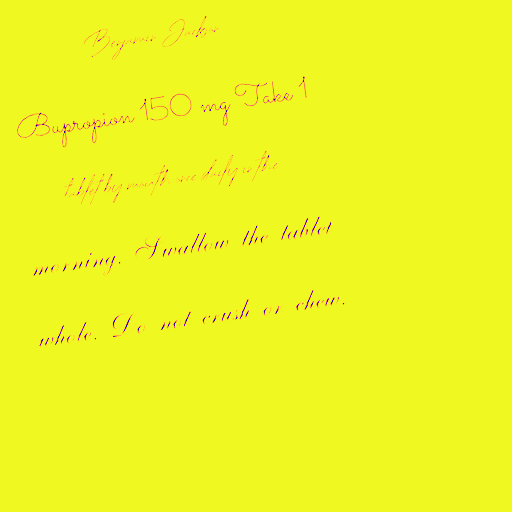 Benjamin Jackson
Bupropion 150 mg Take 1
tablet by mouth once daily in the
morning. Swallow the tablet
whole. Do not crush or chew.